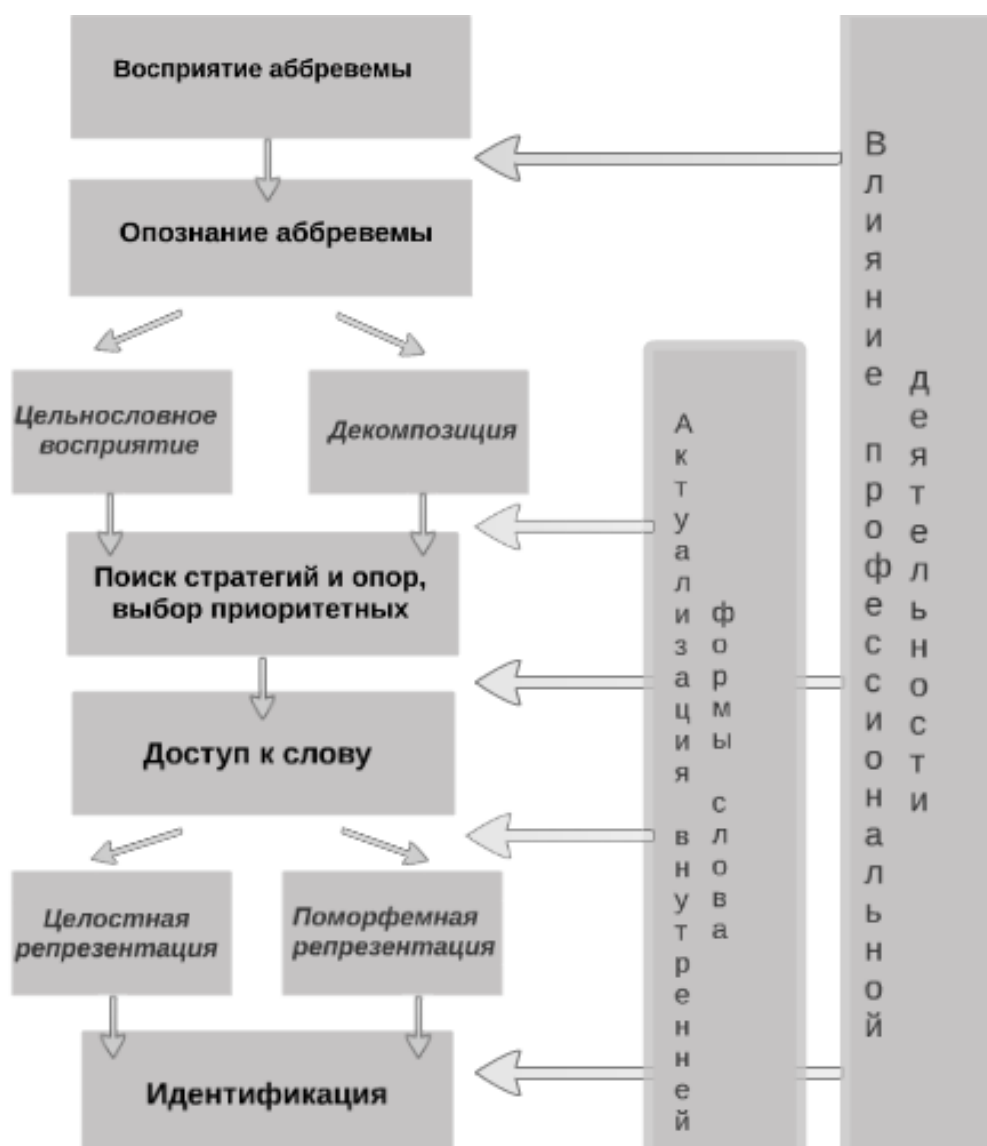 Восприятие аббревемы
Опознание аббревемы
Цельнословное
восприятие
Декомпозиция
Поиск стратегий и опор,
выбор приоритетных
Доступ к слову
Целостная
репрезентация
Поморфемная
репрезентация
Идентификация
Актуализация внутренней
формы слова
Влияние профессиональной
деятельности